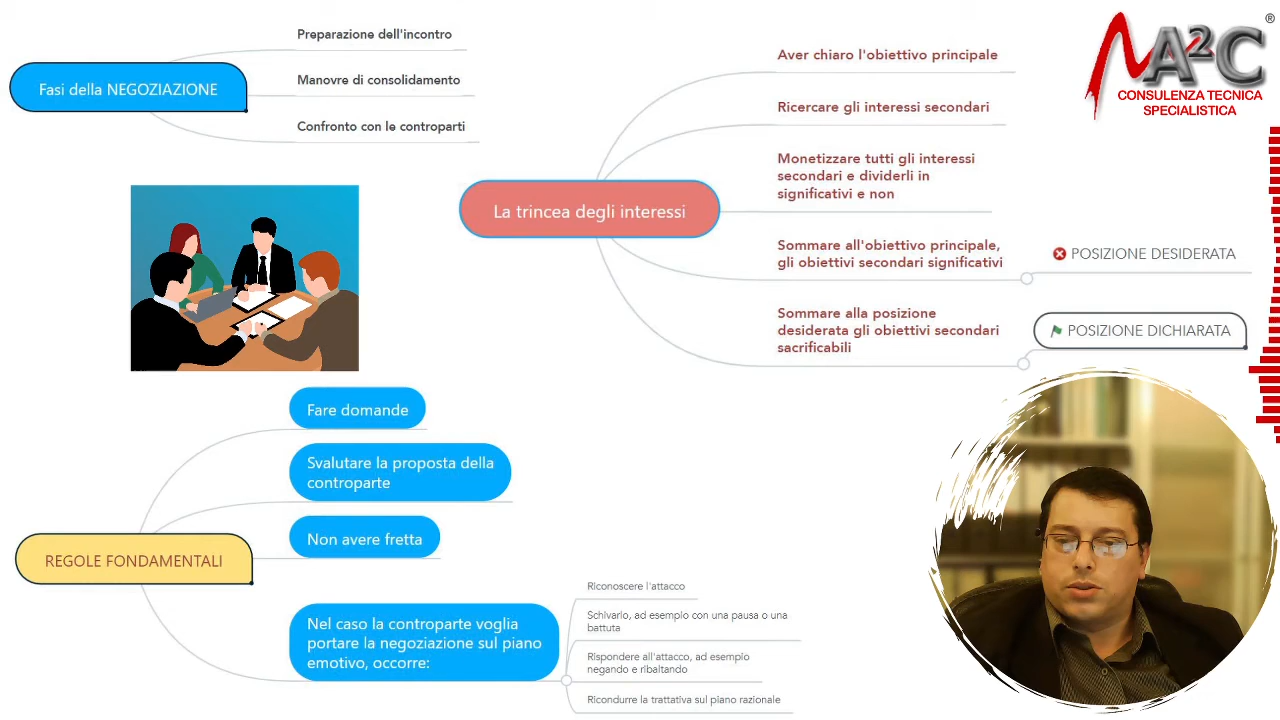 Fasi della NEGOZIAZIONE
Preparazione dell'incontro
Manovre di consolidamento
Confronto con le controparti
La trincea degli interessi
Aver chiaro l'obiettivo principale
Ricercare gli interessi secondari
Monetizzare tutti gli interessi
secondari e dividerli in
significativi e non
Sommare all'obiettivo principale,
gli obiettivi secondari significativi
POSIZIONE DESIDERATA
Sommare alla posizione
desiderata gli obiettivi secondari
sacrificabili
POSIZIONE DICHIARATA
A2C ®
CONSULENZA TECNICA
SPECIALISTICA
REGOLE FONDAMENTALI
Fare domande
Svalutare la proposta della
controparte
Non avere fretta
Nel caso la controparte voglia
portare la negoziazione sul piano
emotivo, occorre:
Riconoscere l'attacco
Schivarlo, ad esempio con una pausa o una
battuta
Rispondere all'attacco, ad esempio
negando e ribaltando
Ricondurre la trattativa sul piano razionale